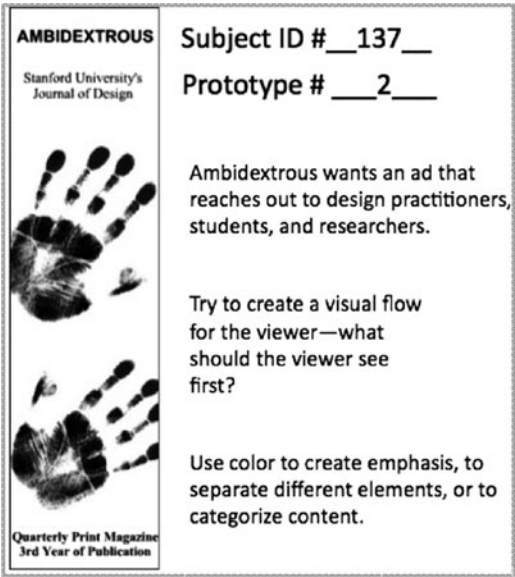 AMBIDEXTROUS
Stanford University's
Journal of Design
Quarterly Print Magazine
3rd Year of Publication
Subject ID #__137__
Prototype # ___2___
Ambidextrous wants an ad that
reaches out to design practitioners,
students, and researchers.
Try to create a visual flow
for the viewer—what
should the viewer see
first?
Use color to create emphasis, to
separate different elements, or to
categorize content.